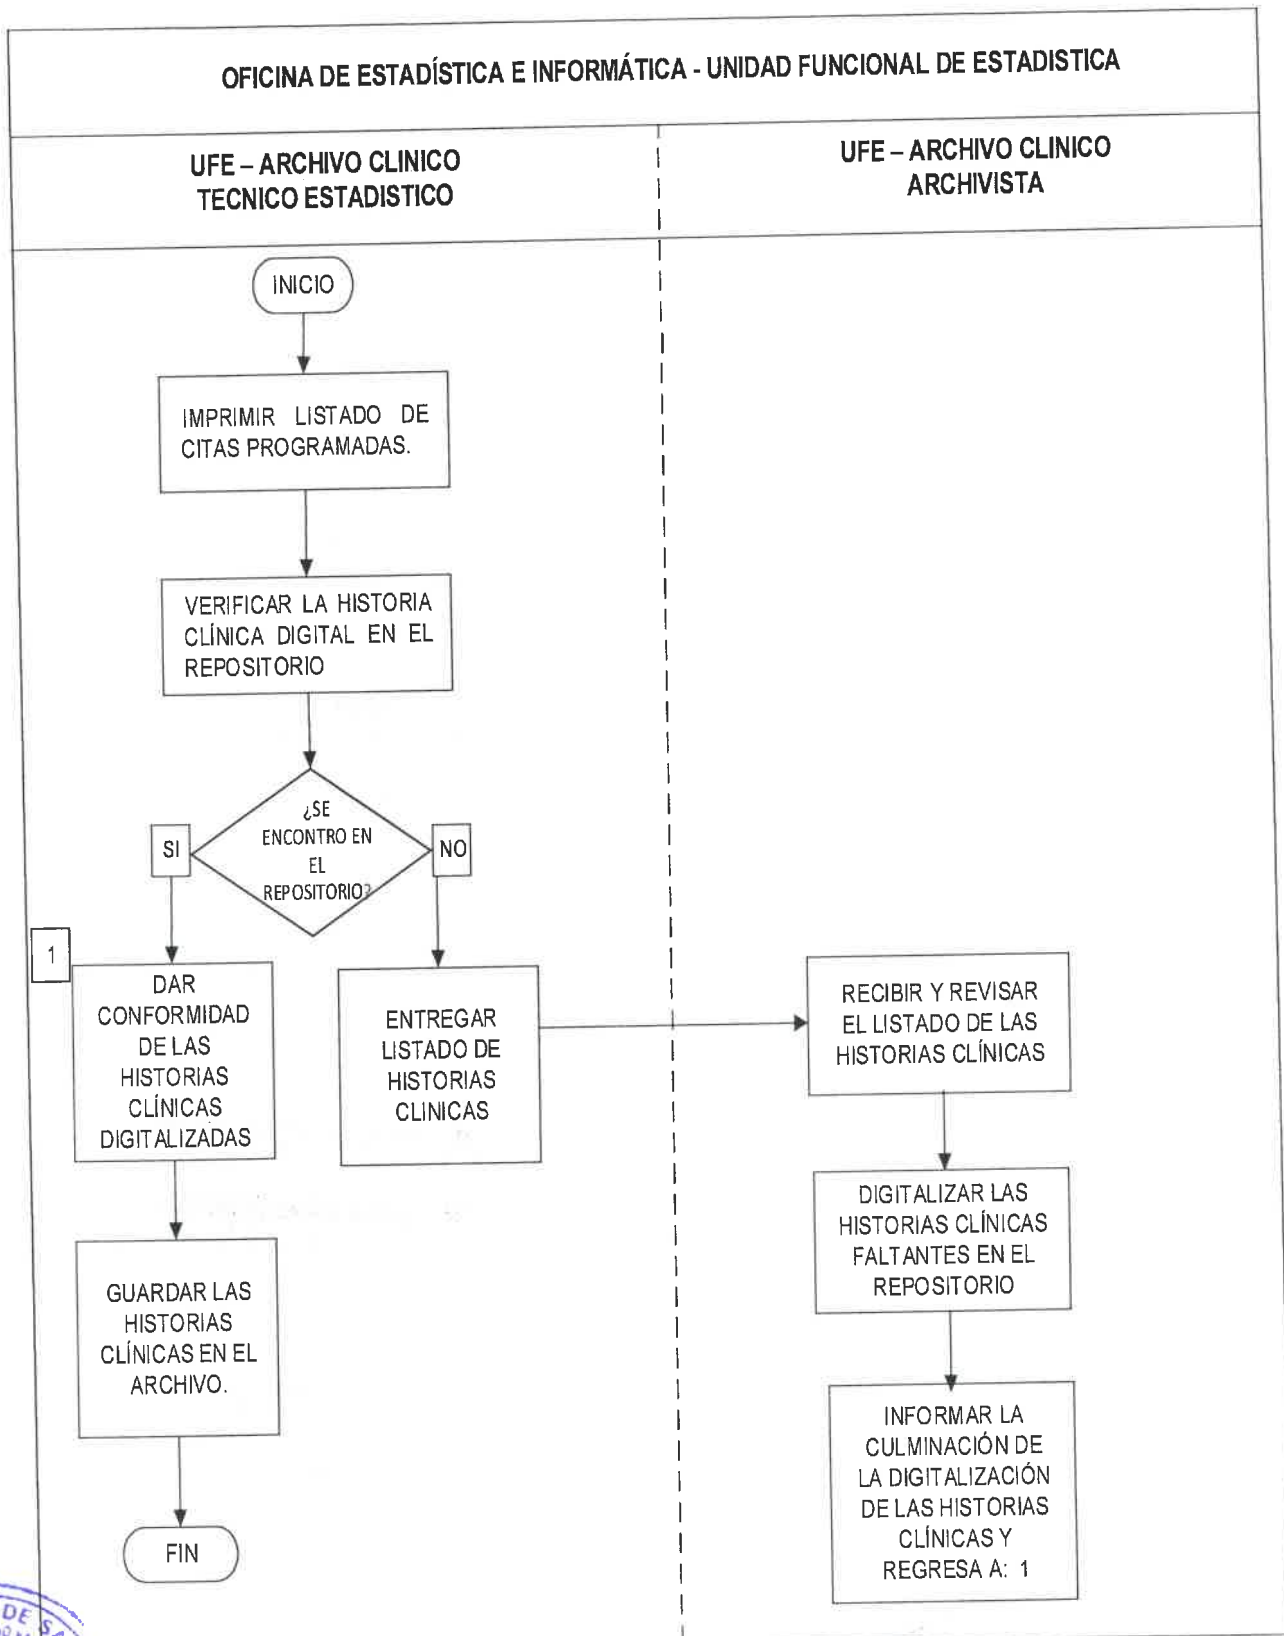 OFICINA DE ESTADÍSTICA E INFORMÁTICA - UNIDAD FUNCIONAL DE ESTADISTICA
UFE – ARCHIVO CLINICO
TECNICO ESTADISTICO
UFE – ARCHIVO CLINICO
ARCHIVISTA
INICIO
IMPRIMIR LISTADO DE
CITAS PROGRAMADAS.
VERIFICAR LA HISTORIA
CLÍNICA DIGITAL EN EL
REPOSITORIO
¿SE
ENCONTRO EN
EL
REPOSITORIO?
SI
NO
1
DAR
CONFORMIDAD
DE LAS
HISTORIAS
CLÍNICAS
DIGITALIZADAS
ENTREGAR
LISTADO DE
HISTORIAS
CLINICAS
RECIBIR Y REVISAR
EL LISTADO DE LAS
HISTORIAS CLÍNICAS
DIGITALIZAR LAS
HISTORIAS CLÍNICAS
FALTANTES EN EL
REPOSITORIO
GUARDAR LAS
HISTORIAS
CLÍNICAS EN EL
ARCHIVO.
INFORMAR LA
CULMINACIÓN DE
LA DIGITALIZACIÓN
DE LAS HISTORIAS
CLÍNICAS Y
REGRESA A: 1
FIN
DE